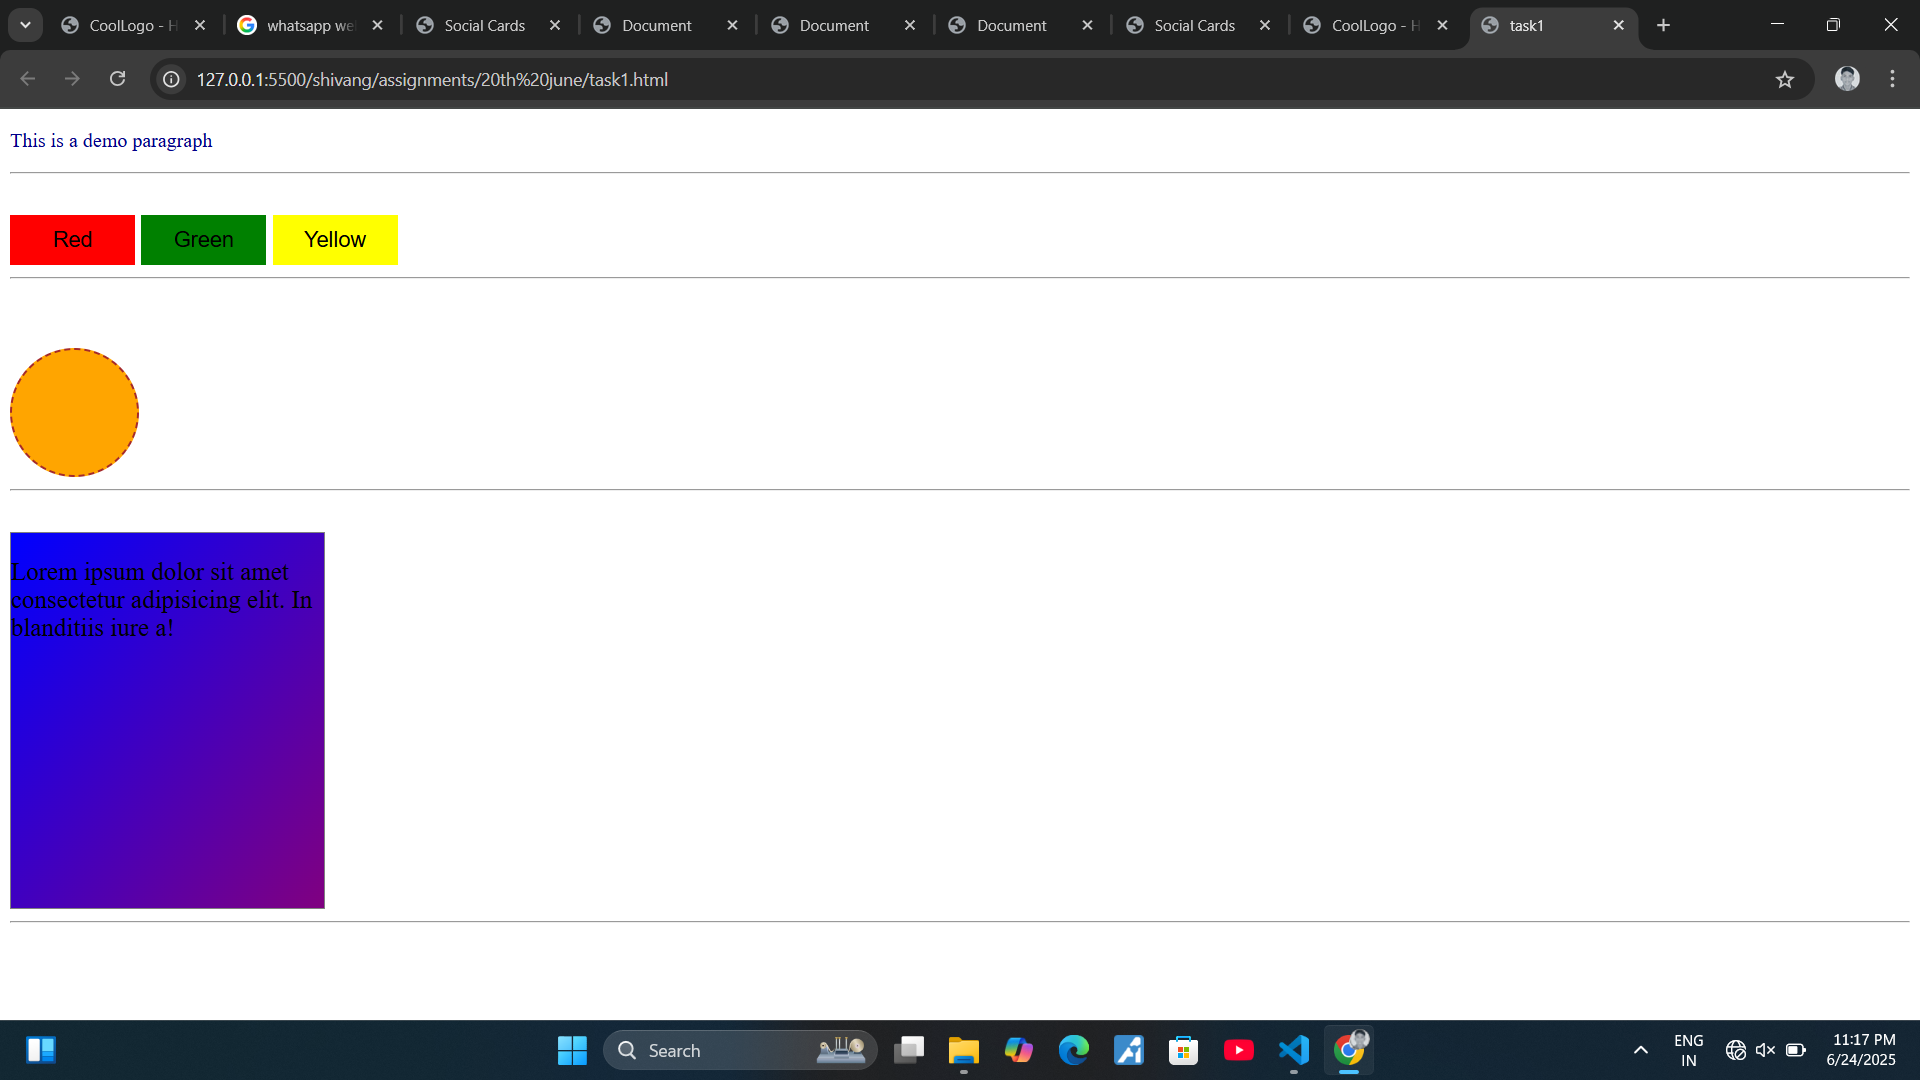 CoolLogo - H
whatsapp we
Social Cards
Document
Document
Document
Social Cards
CoolLogo - H
task1
127.0.0.1:5500/shivang/assignments/20th%20june/task1.html
This is a demo paragraph
Red
Green
Yellow
Lorem ipsum dolor sit amet
consectetur adipisicing elit. In
blanditiis iure a!
Search
ENG
IN
11:17 PM
6/24/2025